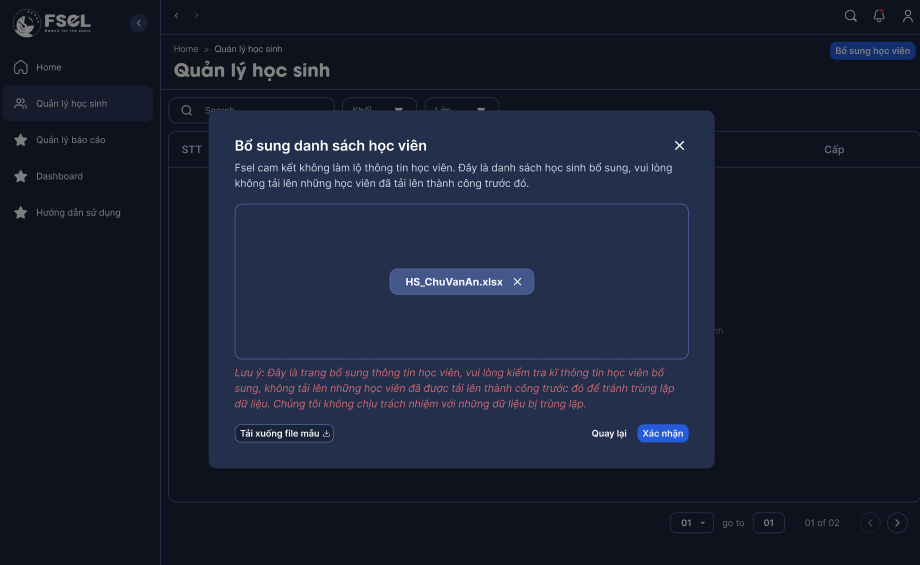 FSEL
Reach for the stars
Home
Quản lý học sinh
Quản lý báo cáo
Dashboard
Hướng dẫn sử dụng
Home > Quản lý học sinh
Quản lý học sinh
Bổ sung học viên
Search
Khối
Lớp
STT
Cấp
Bổ sung danh sách học viên
Fsel cam kết không làm lộ thông tin học viên. Đây là danh sách học sinh bổ sung, vui lòng
không tải lên những học viên đã tải lên thành công trước đó.
HS_ChuVanAn.xlsx
Lưu ý: Đây là trang bổ sung thông tin học viên, vui lòng kiểm tra kĩ thông tin học viên bổ
sung, không tải lên những học viên đã được tải lên thành công trước đó để tránh trùng lặp
dữ liệu. Chúng tôi không chịu trách nhiệm với những dữ liệu bị trùng lặp.
Tải xuống file mẫu
Quay lại
Xác nhận
01
go to
01
01 of 02